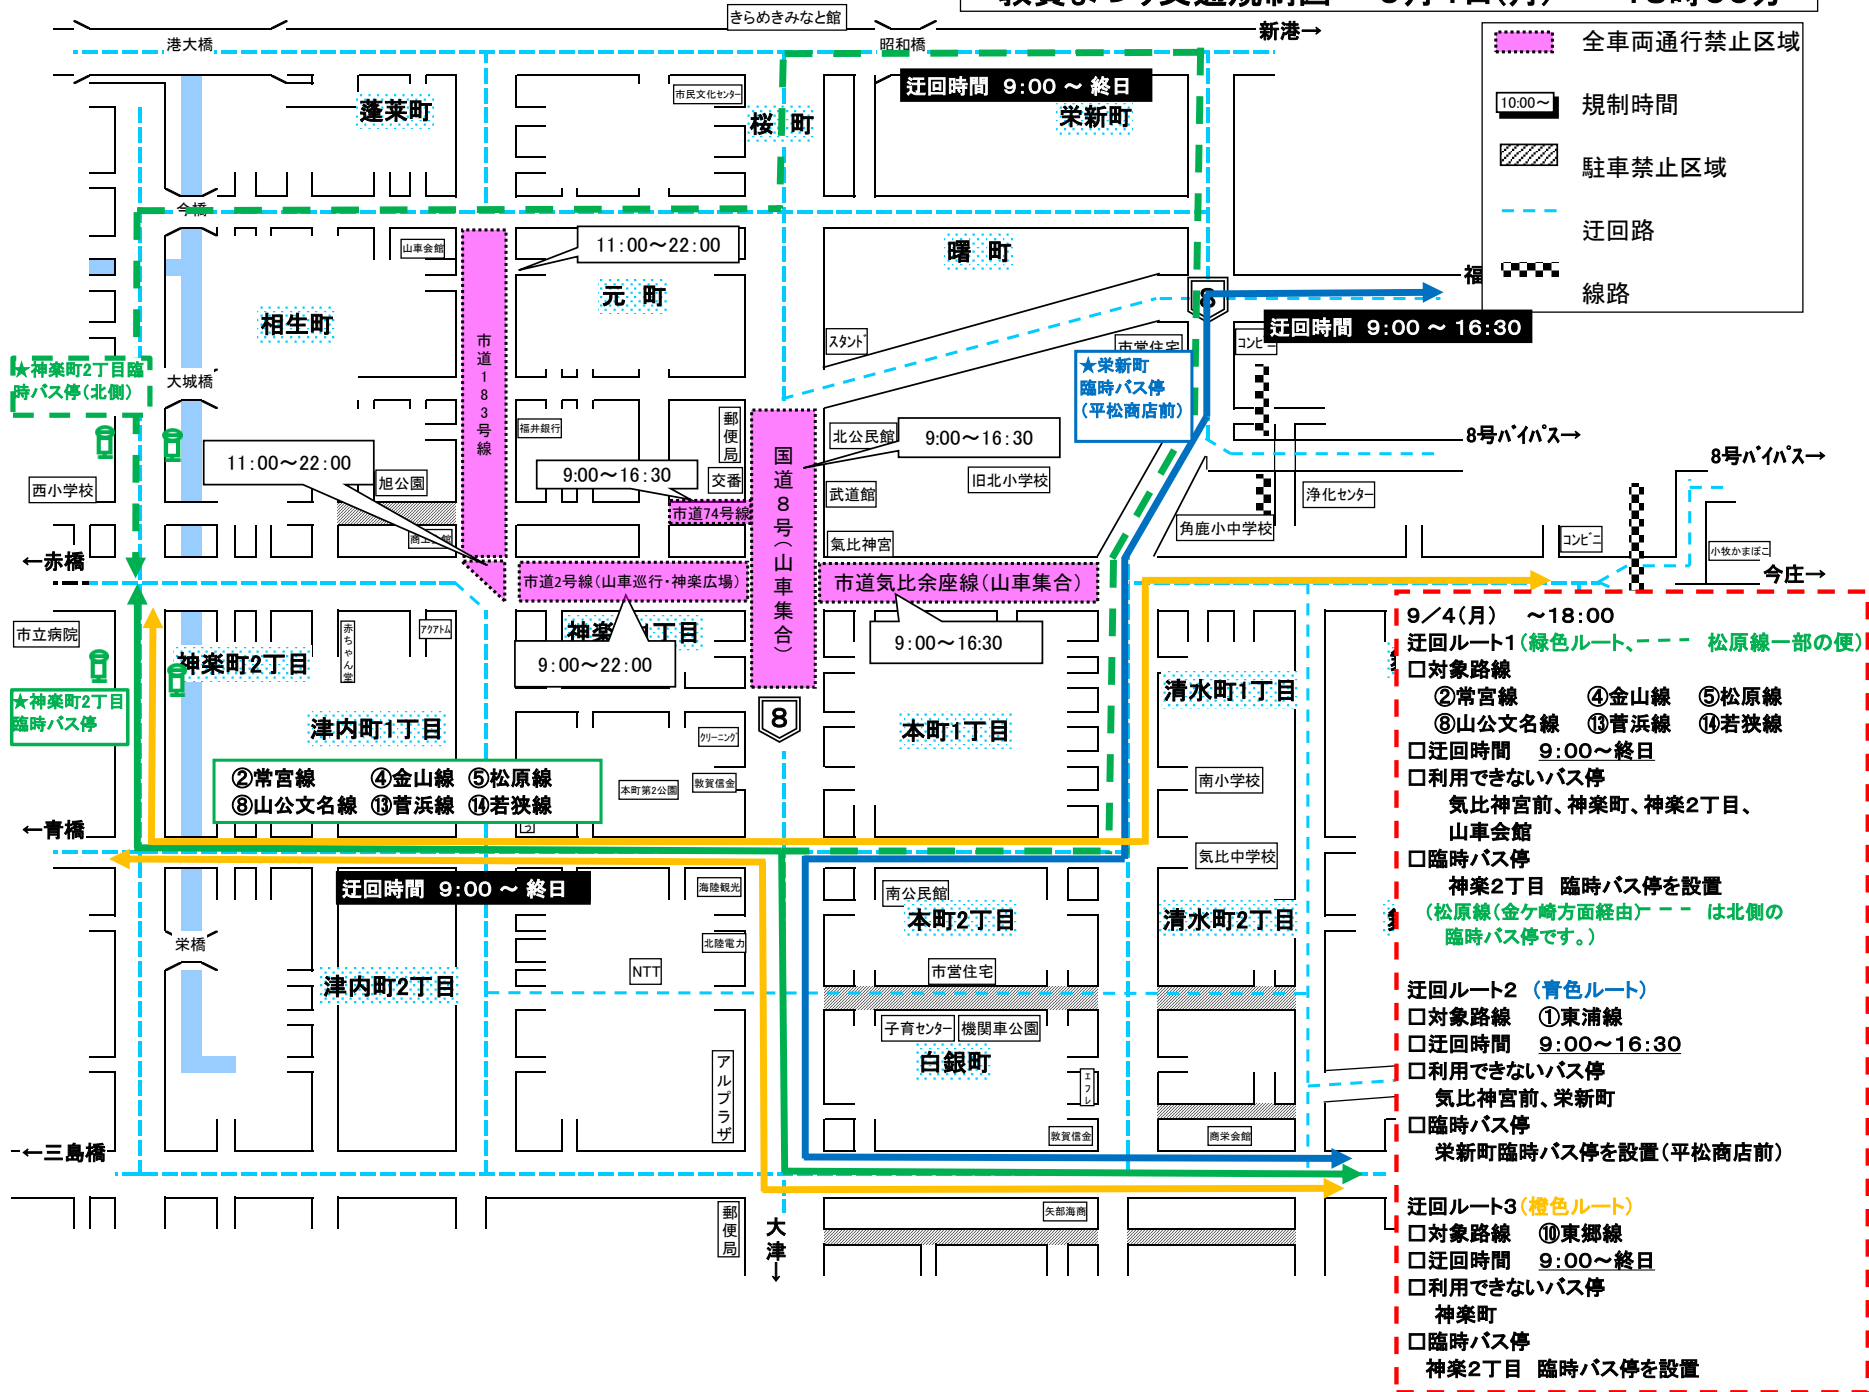 きらめきみなと館
港大橋
昭和橋
新港→
全車両通行禁止区域
10:00～
規制時間
駐車禁止区域
迂回路
線路
迂回時間 9:00 ～ 終日
市民文化センター
蓬莱町
桜 町
栄新町
今橋
山車会館
11:00～22:00
元 町
曙 町
相生町
市道183号線
8
迂回時間 9:00 ～ 16:30
スタンド
市営住宅
コンビニ
★神楽町2丁目臨
時バス停(北側)
大城橋
★栄新町
臨時バス停
(平松商店前)
福井銀行
郵便局
北公民館
9:00～16:30
国道8号(山車集合)
8号バイパス→
8号バイパス→
11:00～22:00
旭公園
9:00～16:30
交番
武道館
旧北小学校
浄化センター
西小学校
市道74号線
氣比神宮
角鹿小中学校
コンビニ
小牧かまぼこ
←赤橋
市道2号線(山車巡行・神楽広場)
市道気比余座線(山車集合)
今庄→
市立病院
赤ちゃん堂
アクアトム
9:00～22:00
9:00～16:30
神楽町2丁目
清水町1丁目
★神楽町2丁目
臨時バス停
津内町1丁目
8
本町1丁目
クリーニング
②常宮線 ④金山線 ⑤松原線
⑧山公文名線 ⑬菅浜線 ⑭若狭線
本町第2公園
敦賀信金
南小学校
←青橋
気比中学校
迂回時間 9:00 ～ 終日
海陸観光
南公民館
本町2丁目
清水町2丁目
栄橋
北陸電力
NTT
市営住宅
津内町2丁目
子育センター
機関車公園
白銀町
アルプラザ
エフレ
敦賀信金
商栄会館
←三島橋
郵便局
大津↓
矢部海商
9／4(月) ～18:00
迂回ルート1(緑色ルート、--- 松原線一部の便)
□対象路線
②常宮線 ④金山線 ⑤松原線
⑧山公文名線 ⑬菅浜線 ⑭若狭線
□迂回時間 9:00～終日
□利用できないバス停
気比神宮前、神楽町、神楽2丁目、
山車会館
□臨時バス停
神楽2丁目 臨時バス停を設置
(松原線(金ケ崎方面経由)--- は北側の
臨時バス停です。)
迂回ルート2 (青色ルート)
□対象路線 ①東浦線
□迂回時間 9:00～16:30
□利用できないバス停
気比神宮前、栄新町
□臨時バス停
栄新町臨時バス停を設置(平松商店前)
迂回ルート3(橙色ルート)
□対象路線 ⑩東郷線
□迂回時間 9:00～終日
□利用できないバス停
神楽町
□臨時バス停
神楽2丁目 臨時バス停を設置